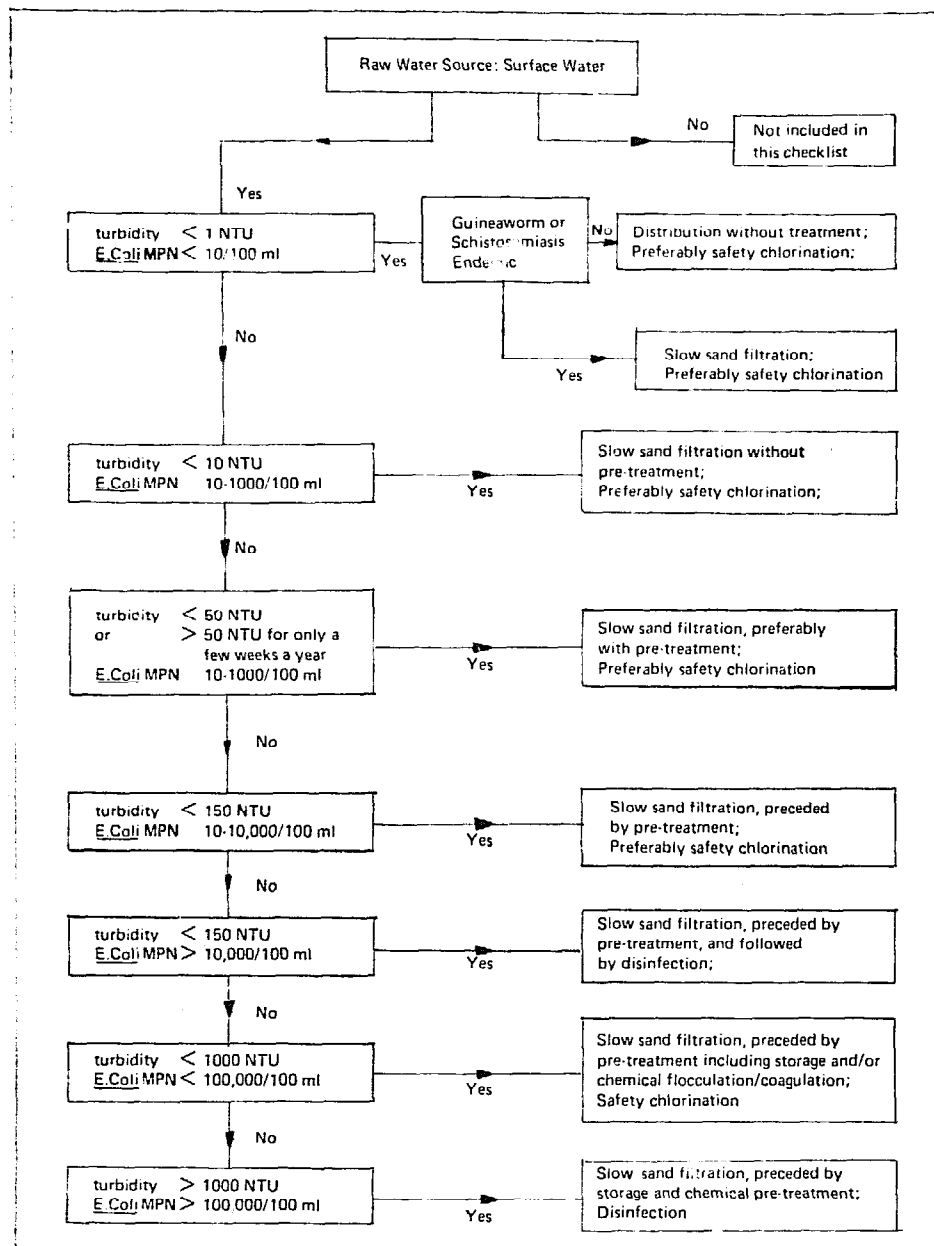 Raw Water Source: Surface Water
No
Not included in
this checklist
Yes
turbidity < 1 NTU
E.Coli MPN < 10/100 ml
Yes
Guineaworm or
Schistosomiasis
Endemic
No
Distribution without treatment;
Preferably safety chlorination;
Yes
Slow sand filtration;
Preferably safety chlorination
No
turbidity < 10 NTU
E.Coli MPN 10-1000/100 ml
Yes
Slow sand filtration without
pre-treatment;
Preferably safety chlorination;
No
turbicity < 50 NTU
or > 50 NTU for only a
few weeks a year
E.Coli MPN 10-1000/100 ml
Yes
Slow sand filtration, preferably
with pre-treatment;
Preferably safety chlorination
No
turbidity < 150 NTU
E.Coli MPN 10-10,000/100 ml
Yes
Slow sand filtration, preceded
by pre-treatment;
Preferably safety chlorination
No
turbidity < 150 NTU
E.Coli MPN > 10,000/100 ml
Yes
Slow sand filtration, preceded by
pre-treatment, and followed
by disinfection;
No
turbidity < 1000 NTU
E.Coli MPN < 100,000/100 ml
Yes
Slow sand filtration, preceded by
pre-treatment including storage and/or
chemical flocculation/coagulation;
Safety chlorination
No
turbidity > 1000 NTU
E.Coli MPN > 100,000/100 ml
Yes
Slow sand filtration, preceded by
storage and chemical pre-treatment;
Disinfection